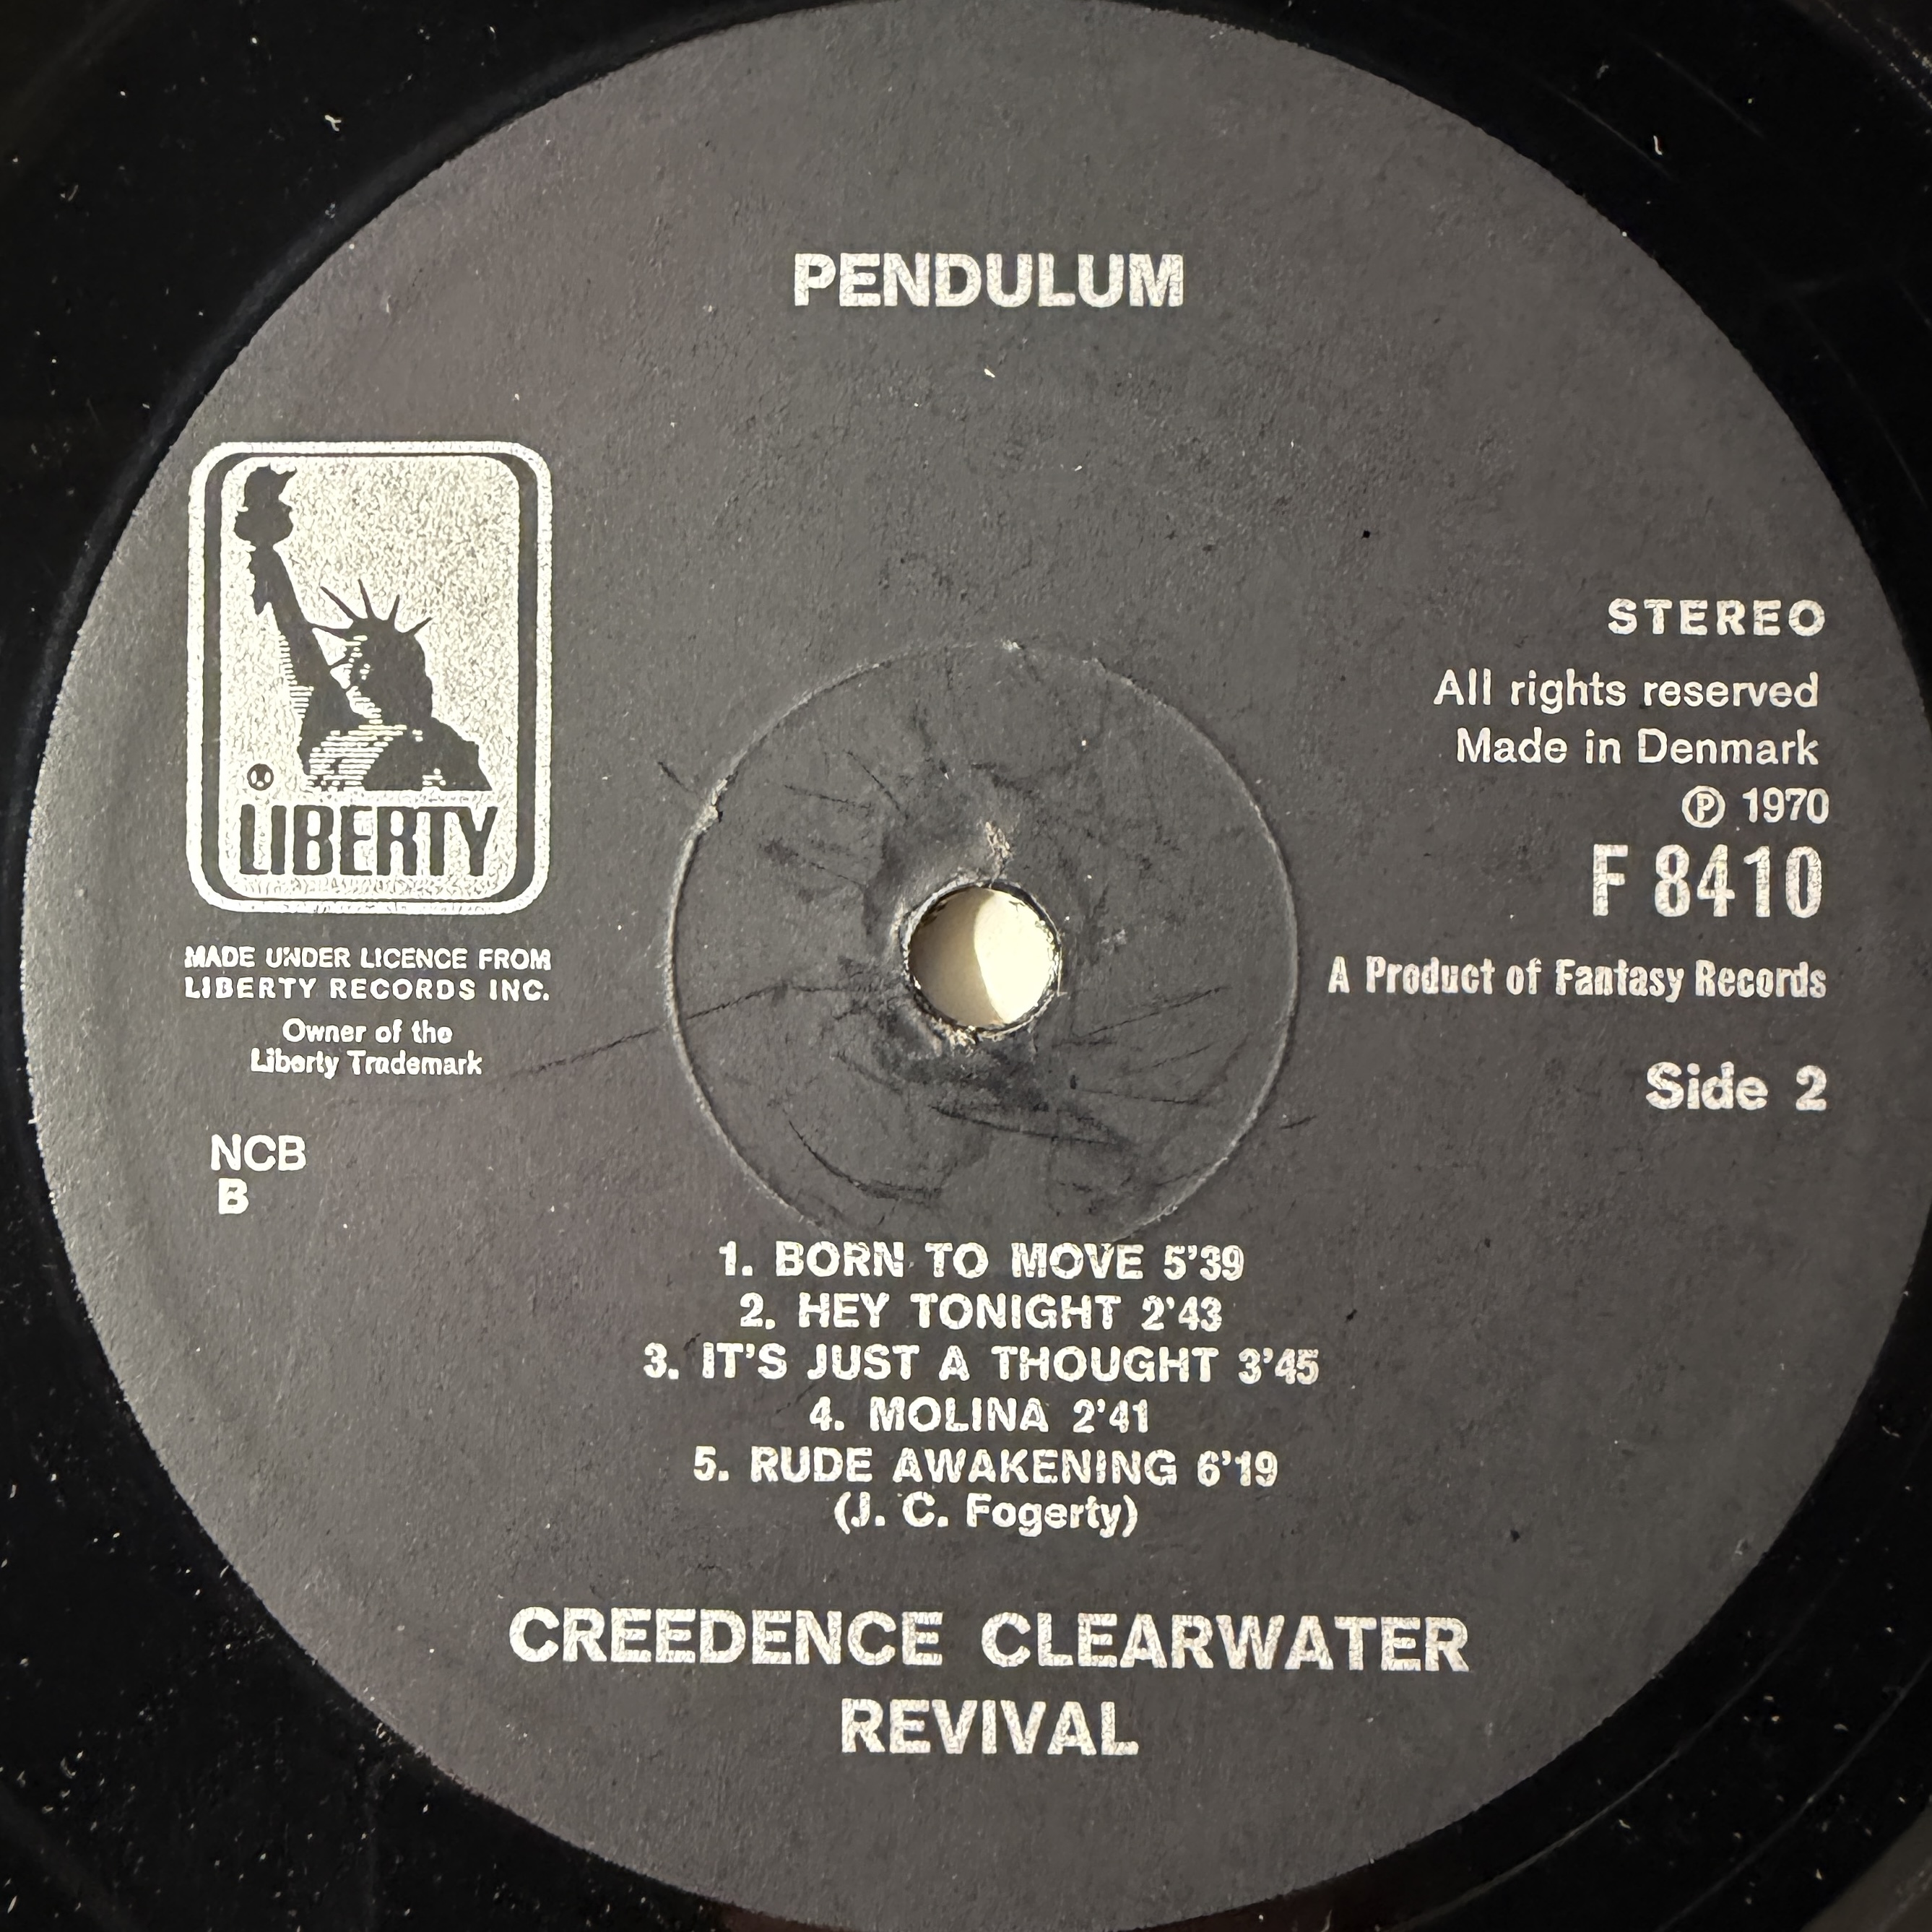 PENDULUM
LIBERTY
MADE UNDER LICENCE FROM
LIBERTY RECORDS INC.
Owner of the
Liberty Trademark
NCB
B
STEREO
All rights reserved
Made in Denmark
Ⓟ 1970
F 8410
A Product of Fantasy Records
Side 2
1. BORN TO MOVE 5'39
2. HEY TONIGHT 2'43
3. IT'S JUST A THOUGHT 3'45
4. MOLINA 2'41
5. RUDE AWAKENING 6'19
(J. C. Fogerty)
CREEDENCE CLEARWATER
REVIVAL